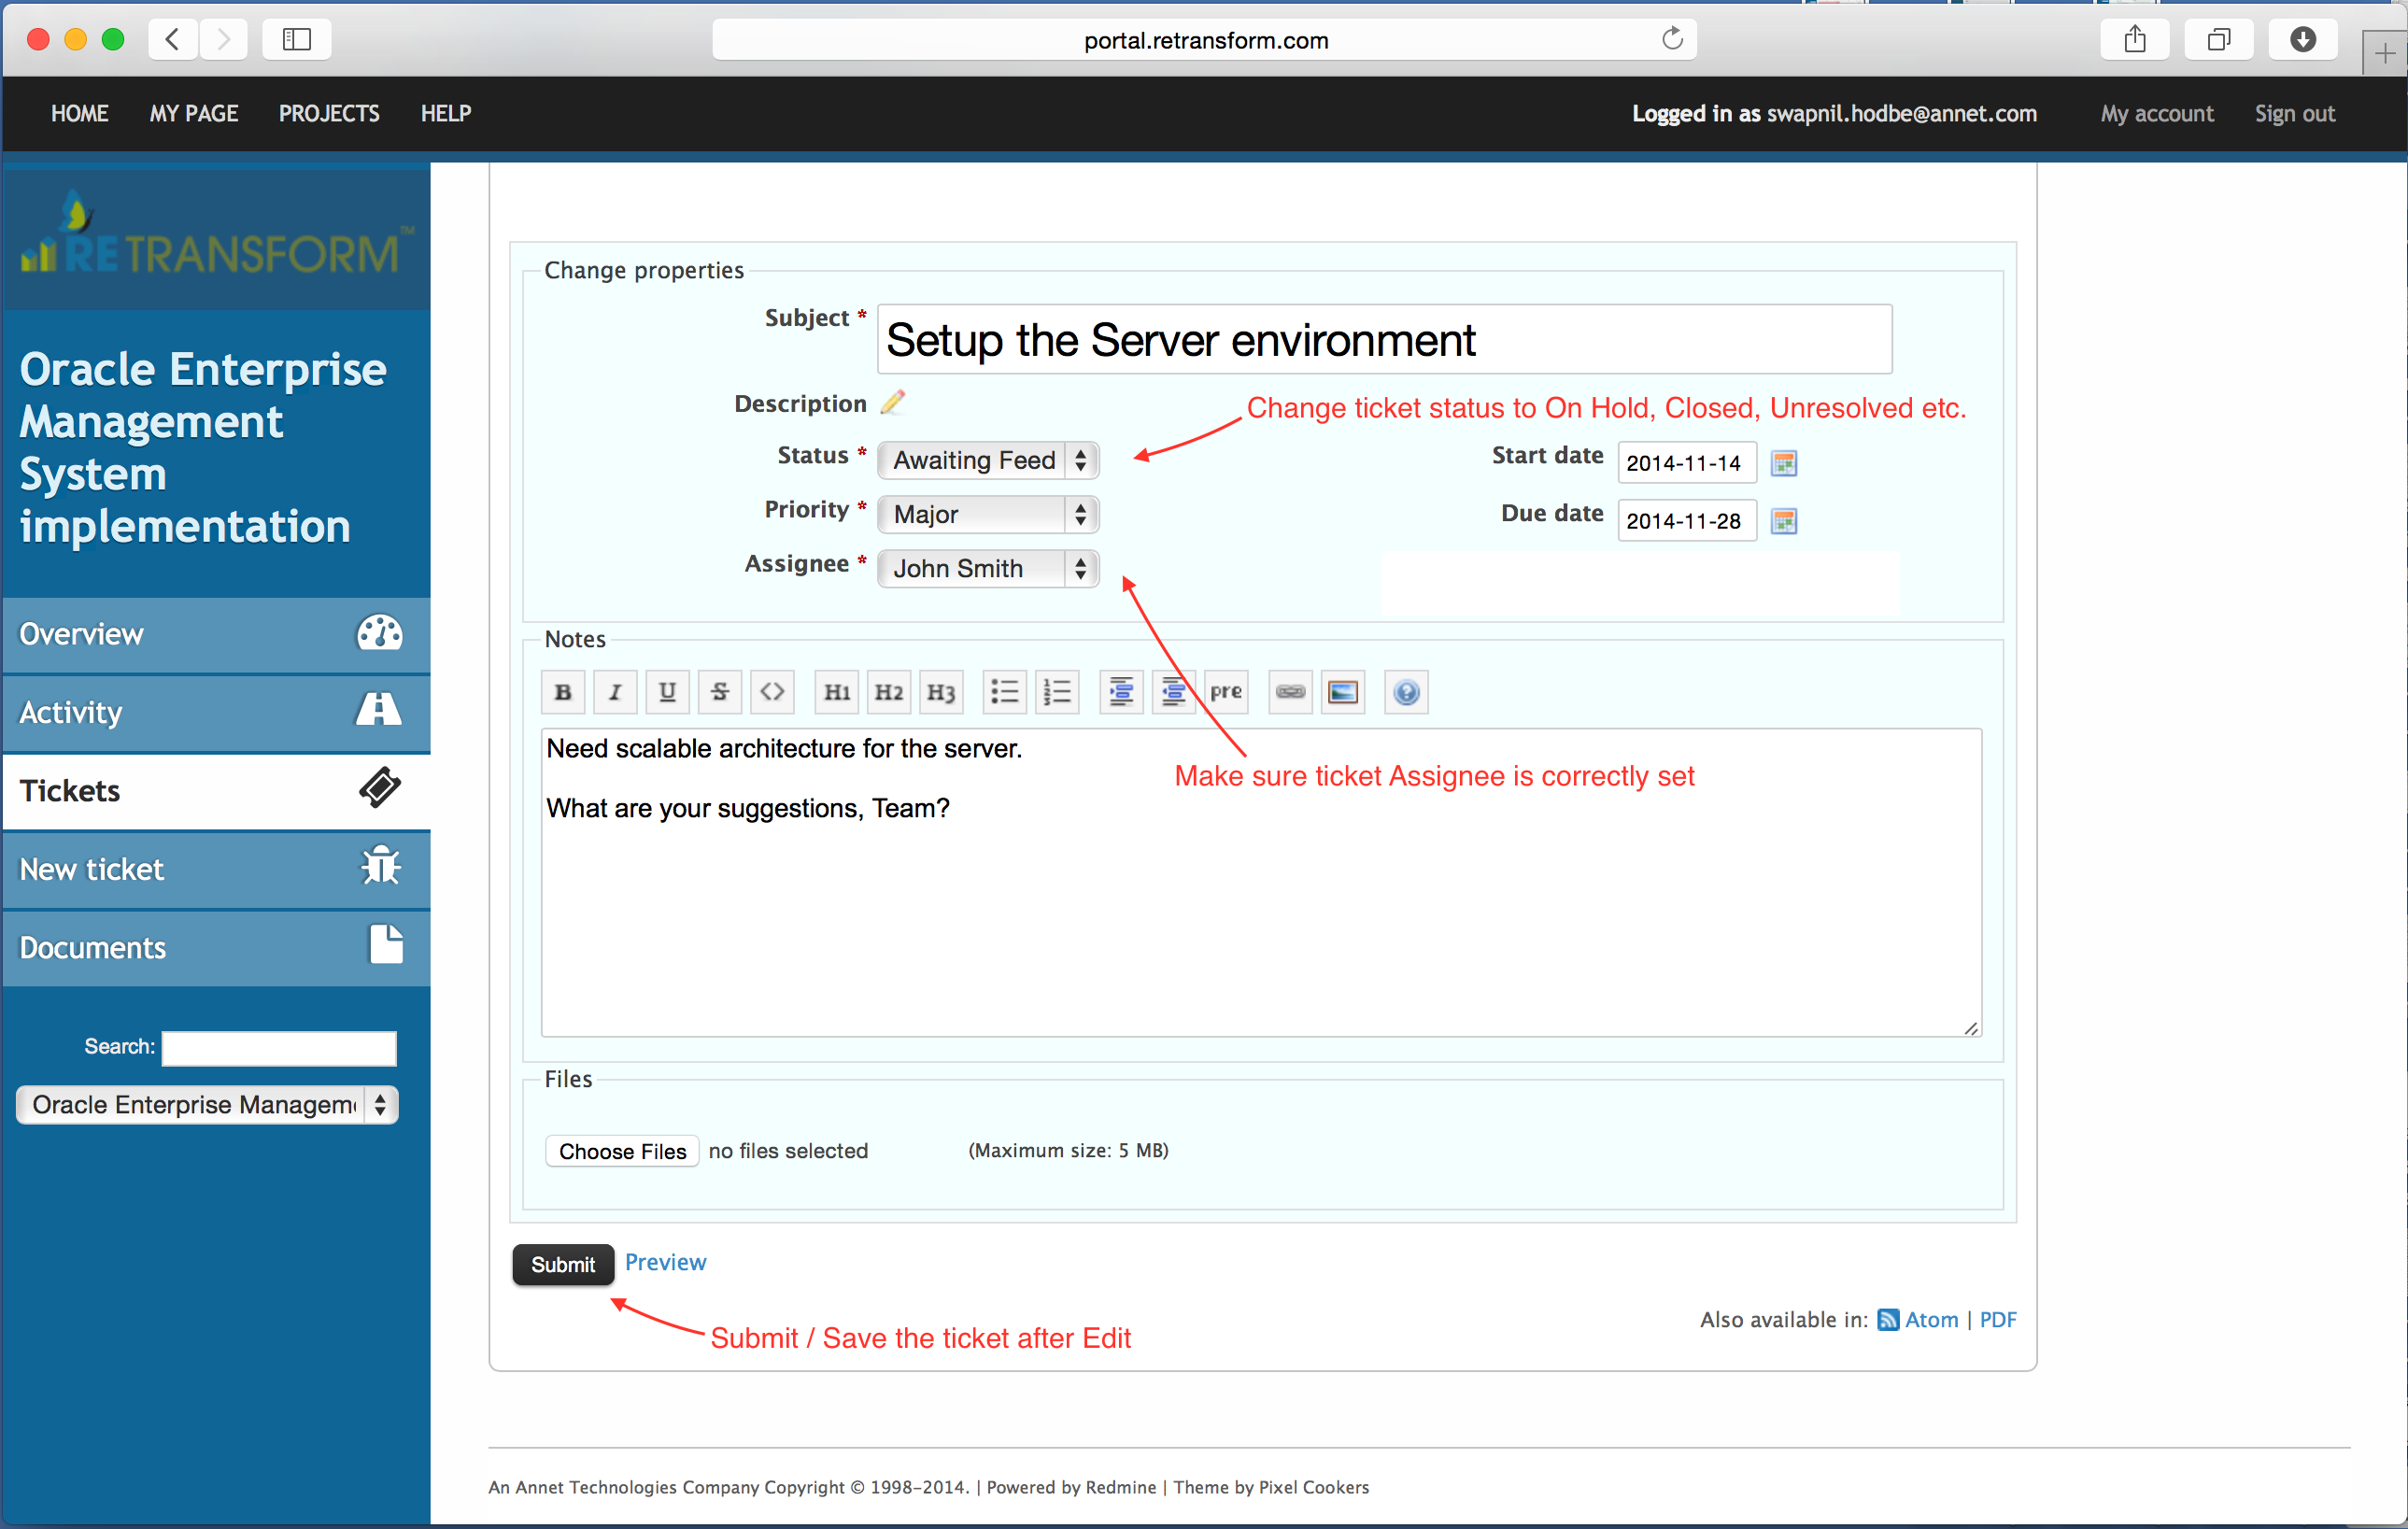 portal.retransform.com
HOME MY PAGE PROJECTS HELP
Logged in as swapnil.hodbe@annet.com My account Sign out
RE TRANSFORM™
Oracle Enterprise
Management
System
implementation
Overview
Activity
Tickets
New ticket
Documents
Search:
Oracle Enterprise Managem
Change properties
Subject * Setup the Server environment
Description
Change ticket status to On Hold, Closed, Unresolved etc.
Status * Awaiting Feed
Start date 2014-11-14
Priority * Major
Due date 2014-11-28
Assignee * John Smith
Notes
B I U S <> H1 H2 H3 pre
Need scalable architecture for the server.
Make sure ticket Assignee is correctly set
What are your suggestions, Team?
Files
Choose Files no files selected (Maximum size: 5 MB)
Submit Preview
Submit / Save the ticket after Edit
Also available in: Atom | PDF
An Annet Technologies Company Copyright © 1998-2014. | Powered by Redmine | Theme by Pixel Cookers